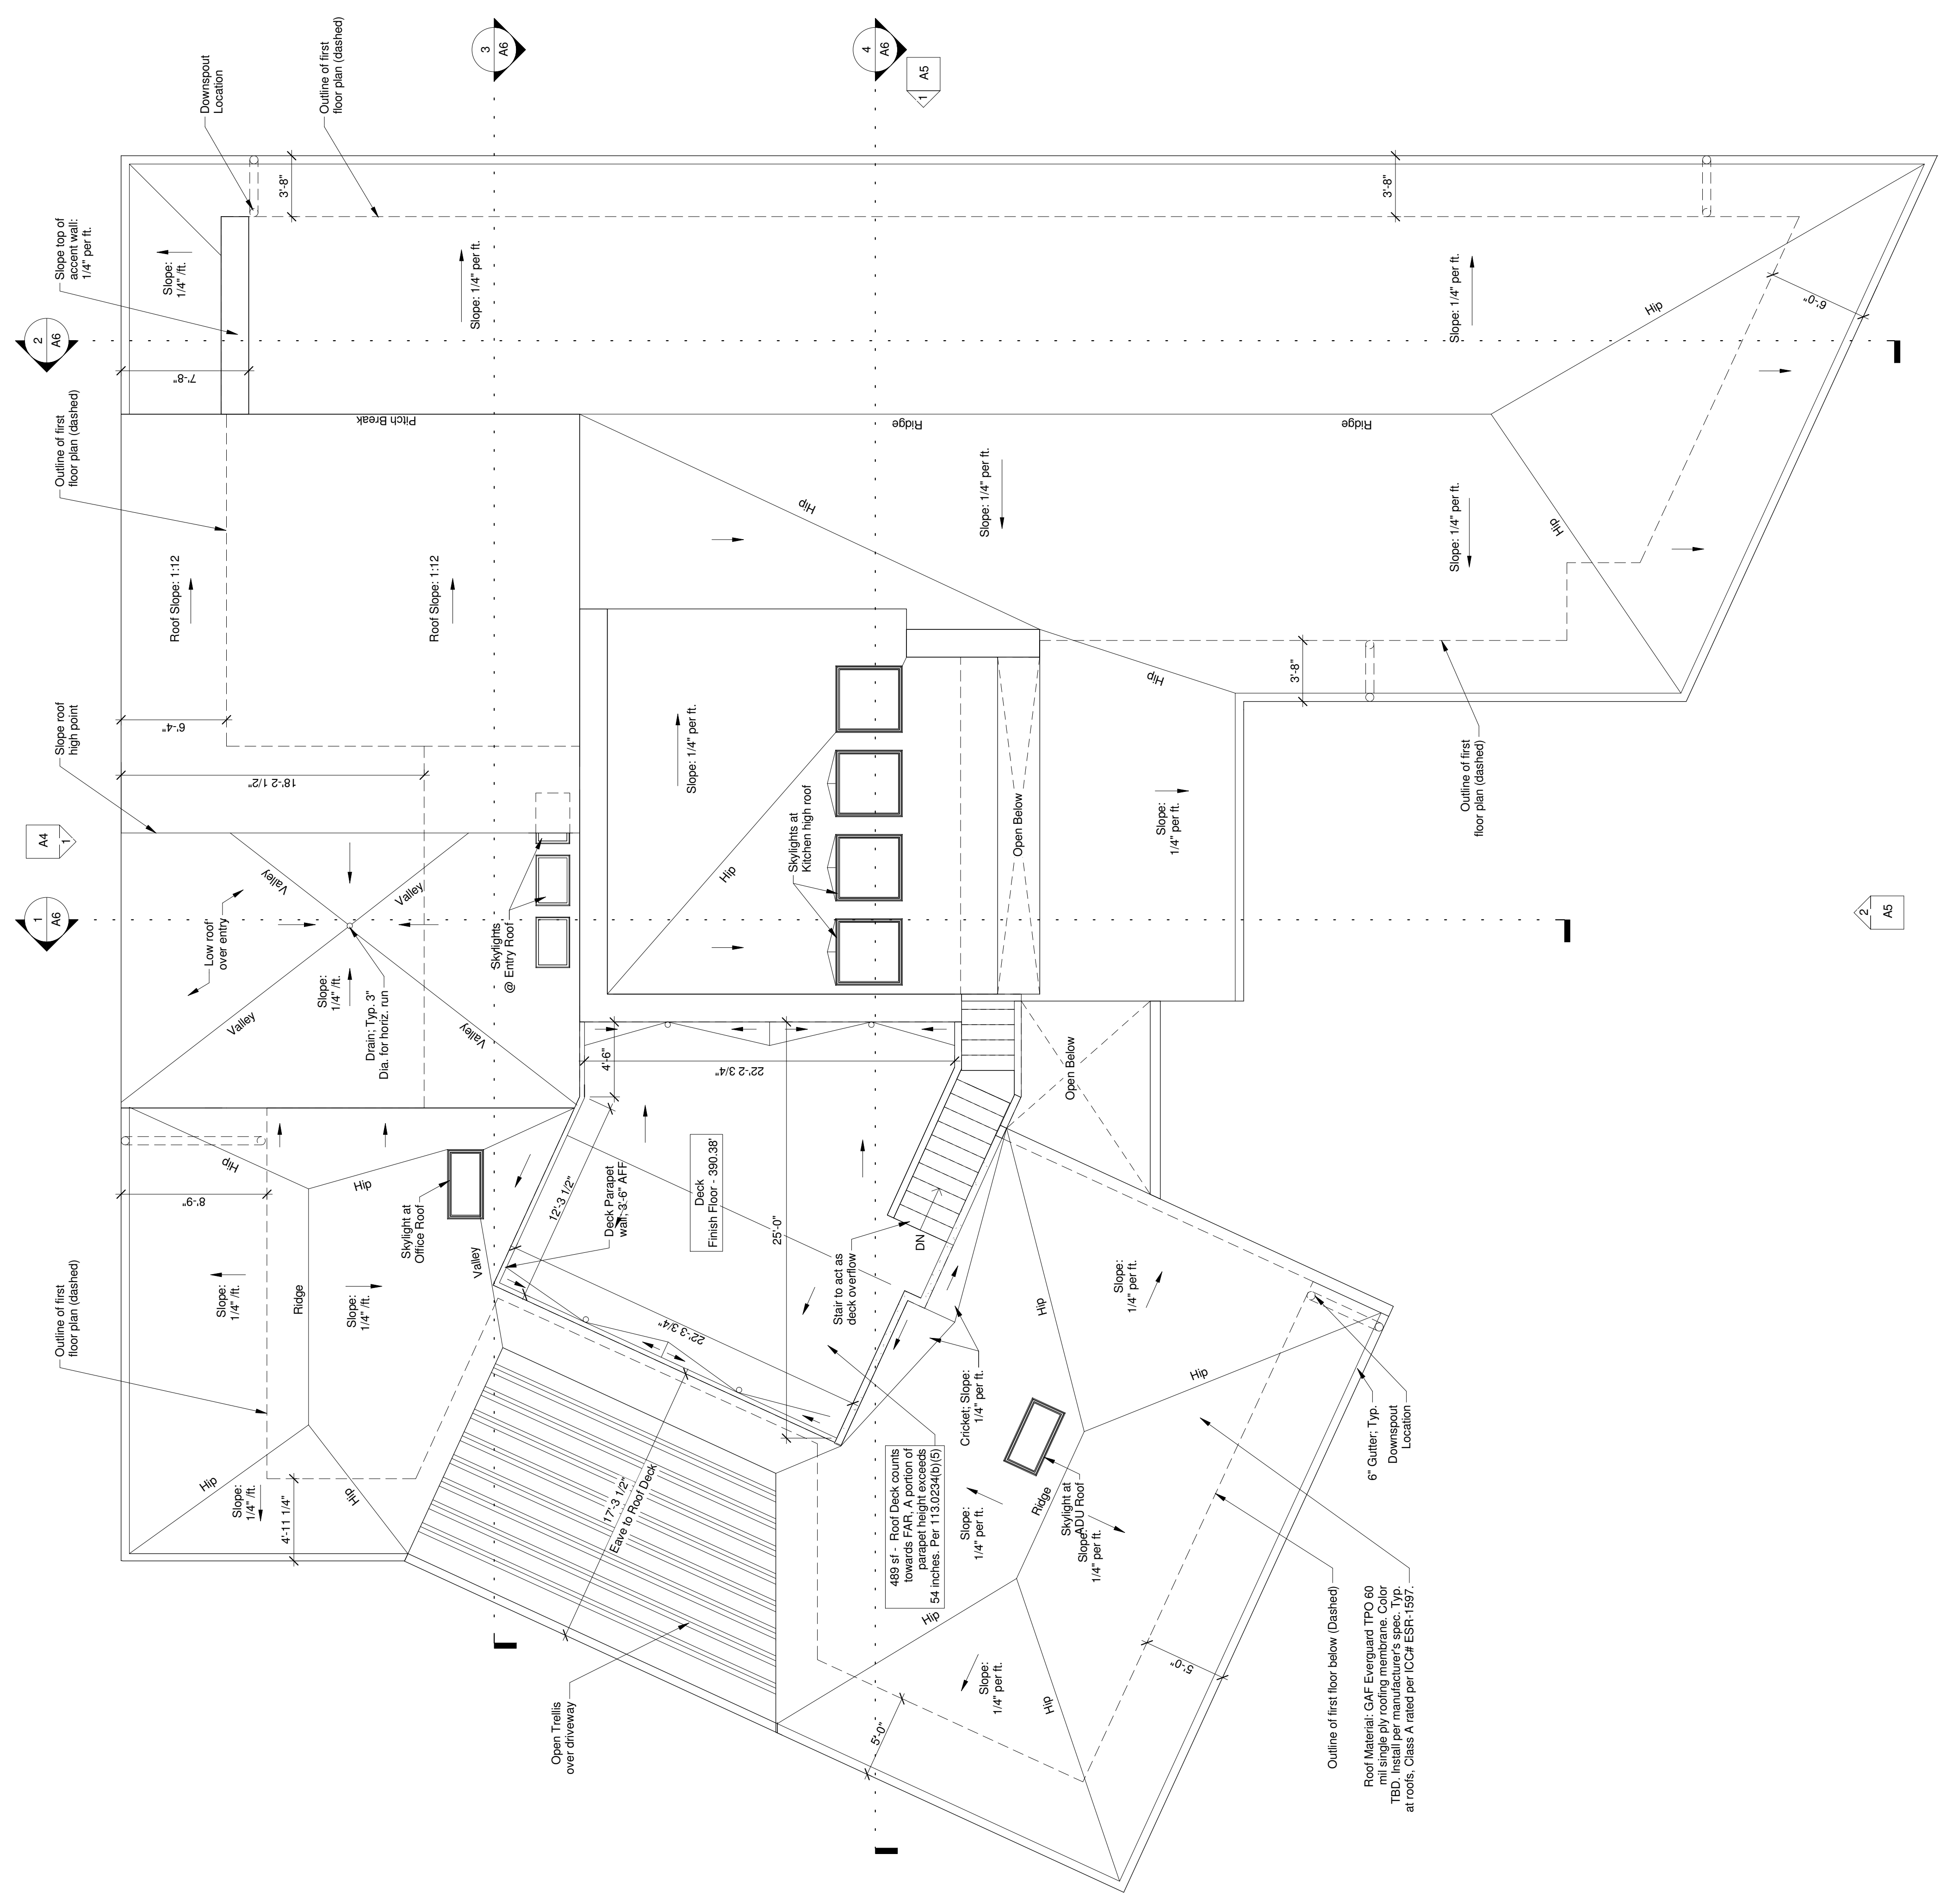 3
A6
4
A6
1
A5
Downspout
Location
Outline of first
floor plan (dashed)
3'-8"
3'-8"
Slope top of
accent wall:
1/4" per ft.
Slope:
1/4" /ft.
Slope: 1/4" per ft.
Slope: 1/4" per ft.
Hip
6'-0"
2
A6
7'-8"
Outline of first
floor plan (dashed)
Pitch Break
Ridge
Ridge
Roof Slope: 1:12
Roof Slope: 1:12
Hip
Slope: 1/4" per ft.
Slope: 1/4" per ft.
Hip
6'-4"
18'-2 1/2"
Slope roof
high point
Slope: 1/4" per ft.
Hip
3'-8"
Outline of first
floor plan (dashed)
A4
1
1
A6
Low roof
over entry
Valley
Valley
Valley
Valley
Slope:
1/4" /ft.
Drain; Typ. 3"
Dia. for horiz. run
Skylights
@ Entry Roof
Hip
Skylights at
Kitchen high roof
Open Below
Slope:
1/4" per ft.
2
A5
4'-6"
22'-2 3/4"
Open Below
8'-9"
Hip
Hip
Skylight at
Office Roof
Valley
12'-3 1/2"
Deck Parapet
wall; 3'-6" AFF
Deck
Finish Floor - 390.38'
25'-0"
DN
Stair to act as
deck overflow
Outline of first
floor plan (dashed)
Slope:
1/4" /ft.
Ridge
Slope:
1/4" /ft.
22'-3 3/4"
Hip
Slope:
1/4" per ft.
Hip
Cricket; Slope:
1/4" per ft.
6" Gutter; Typ.
Downspout
Location
Hip
Hip
Slope:
1/4" /ft.
4'-11 1/4"
17'-3 1/2"
Eave to Roof Deck
489 sf - Roof Deck counts
towards FAR, A portion of
parapet height exceeds
54 inches. Per 113.0234(b)(5)
Slope:
1/4" per ft.
Ridge
Skylight at
ADU Roof
Slope:
1/4" per ft.
Hip
Slope:
1/4" per ft.
Hip
5'-0"
5'-0"
Open Trellis
over driveway
Outline of first floor below (Dashed)
Roof Material: GAF Everguard TPO 60
mil single ply roofing membrane. Color
TBD. Install per manufacturer's spec. Typ.
at roofs, Class A rated per ICC# ESR-1597.